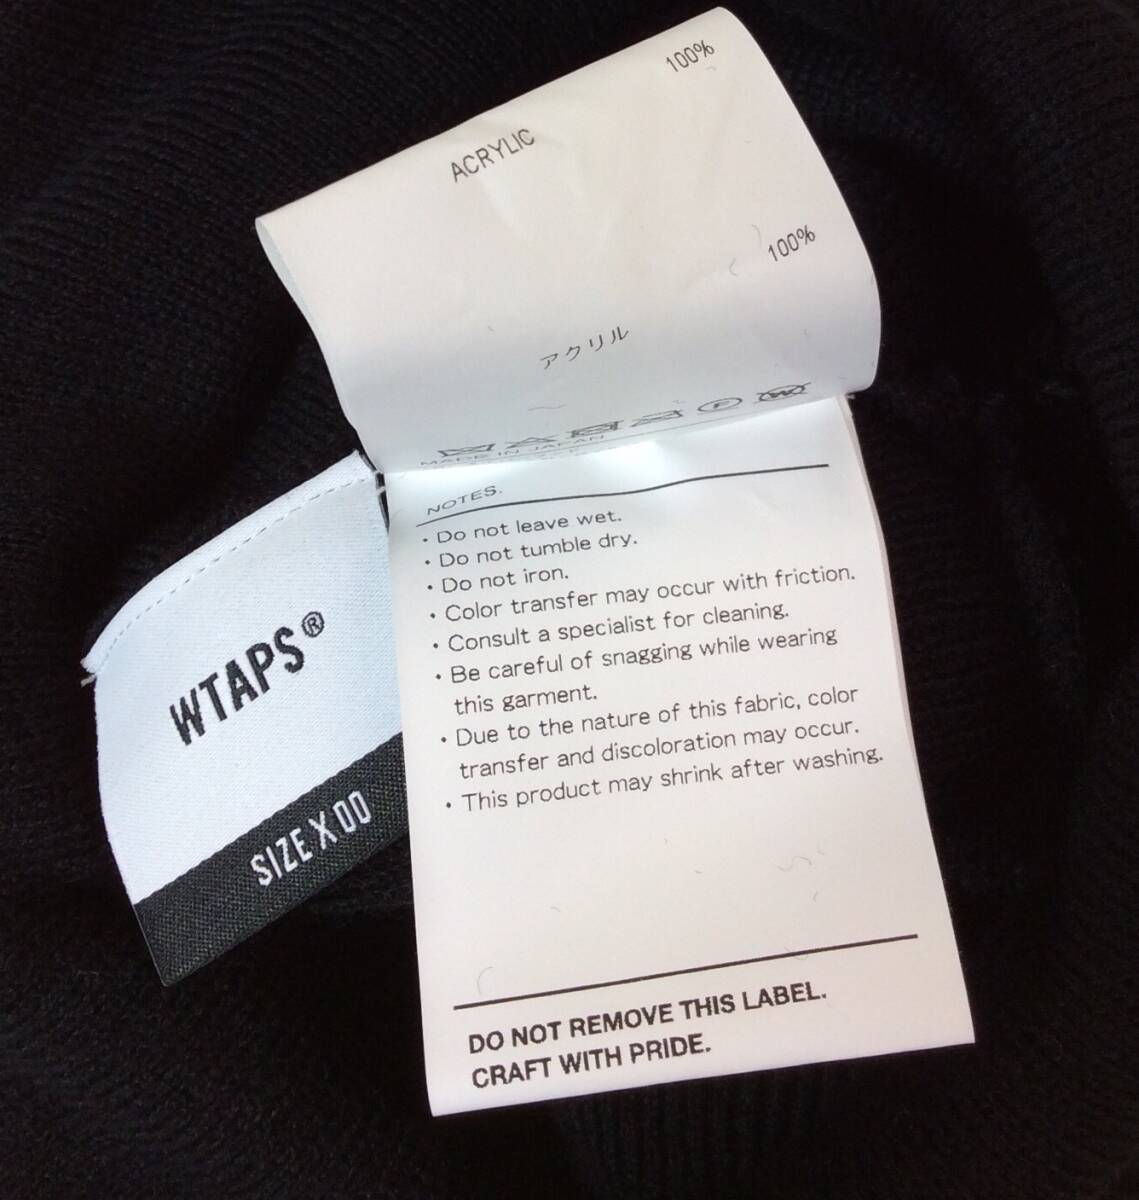 ACRYLIC 100%
アクリル 100%
MADE IN JAPAN
NOTES.
・Do not leave wet.
・Do not tumble dry.
・Do not iron.
・Color transfer may occur with friction.
・Consult a specialist for cleaning.
・Be careful of snagging while wearing
this garment.
・Due to the nature of this fabric, color
transfer and discoloration may occur.
・This product may shrink after washing.
DO NOT REMOVE THIS LABEL.
CRAFT WITH PRIDE.
WTAPS®
SIZE X 00